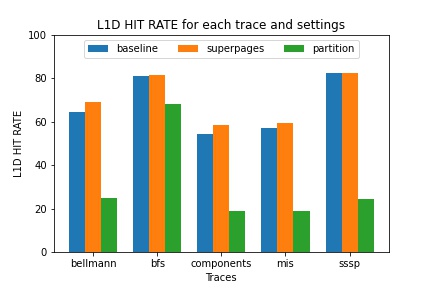 L1D HIT RATE for each trace and settings
baseline superpages partition
100
80
60
40
20
0
L1D HIT RATE
bellmann bfs components mis sssp
Traces